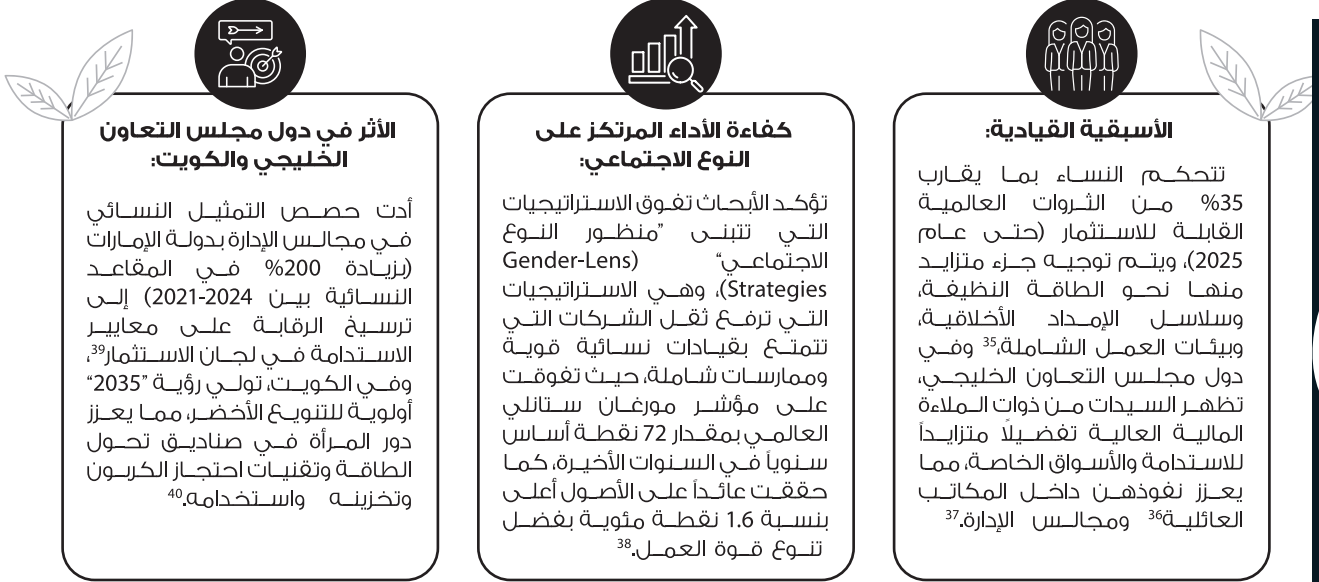 الأسبقية القيادية:
تتحكم النساء بما يقارب
35% من الثروات العالمية
القابلة للاستثمار (حتى عام
2025)، ويتم توجيه جزء متزايد
منها نحو الطاقة النظيفة،
وسلاسل الإمداد الأخلاقية،
وبيئات العمل الشاملة،35 وفي
دول مجلس التعاون الخليجي،
تظهر السيدات من ذوات الملاءة
المالية العالية تفضيلًا متزايداً
للاستدامة والأسواق الخاصة، مما
يعزز نفوذهن داخل المكاتب
العائلية36 ومجالس الإدارة.37
كفاءة الأداء المرتكز على
النوع الاجتماعي:
تؤكد الأبحاث تفوق الاستراتيجيات
التي تتبنى "منظور النوع
الاجتماعي" (Gender-Lens
Strategies)، وهي الاستراتيجيات
التي ترفع ثقل الشركات التي
تتمتع بقيادات نسائية قوية
وممارسات شاملة، حيث تفوقت
على مؤشر مورغان ستانلي
العالمي بمقدار 72 نقطة أساس
سنوياً في السنوات الأخيرة، كما
حققت عائداً على الأصول أعلى
بنسبة 1.6 نقطة مئوية بفضل
تنوع قوة العمل.38
الأثر في دول مجلس التعاون
الخليجي والكويت:
أدت حصص التمثيل النسائي
في مجالس الإدارة بدولة الإمارات
(بزيادة 200% في المقاعد
النسائية بين 2024-2021) إلى
ترسيخ الرقابة على معايير
الاستدامة في لجان الاستثمار39،
وفي الكويت، تولي رؤية "2035"
أولوية للتنويع الأخضر، مما يعزز
دور المرأة في صناديق تحول
الطاقة وتقنيات احتجاز الكربون
وتخزينه واستخدامه.40